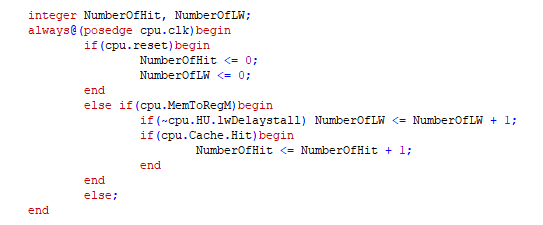 integer NumberOfHit, NumberOfLW;
always@(posedge cpu.clk)begin
if(cpu.reset)begin
NumberOfHit <= 0;
NumberOfLW <= 0;
end
else if(cpu.MemToRegM)begin
if(~cpu.HU.lwDelaystall) NumberOfLW <= NumberOfLW + 1;
if(cpu.Cache.Hit)begin
NumberOfHit <= NumberOfHit + 1;
end
end
else;
end